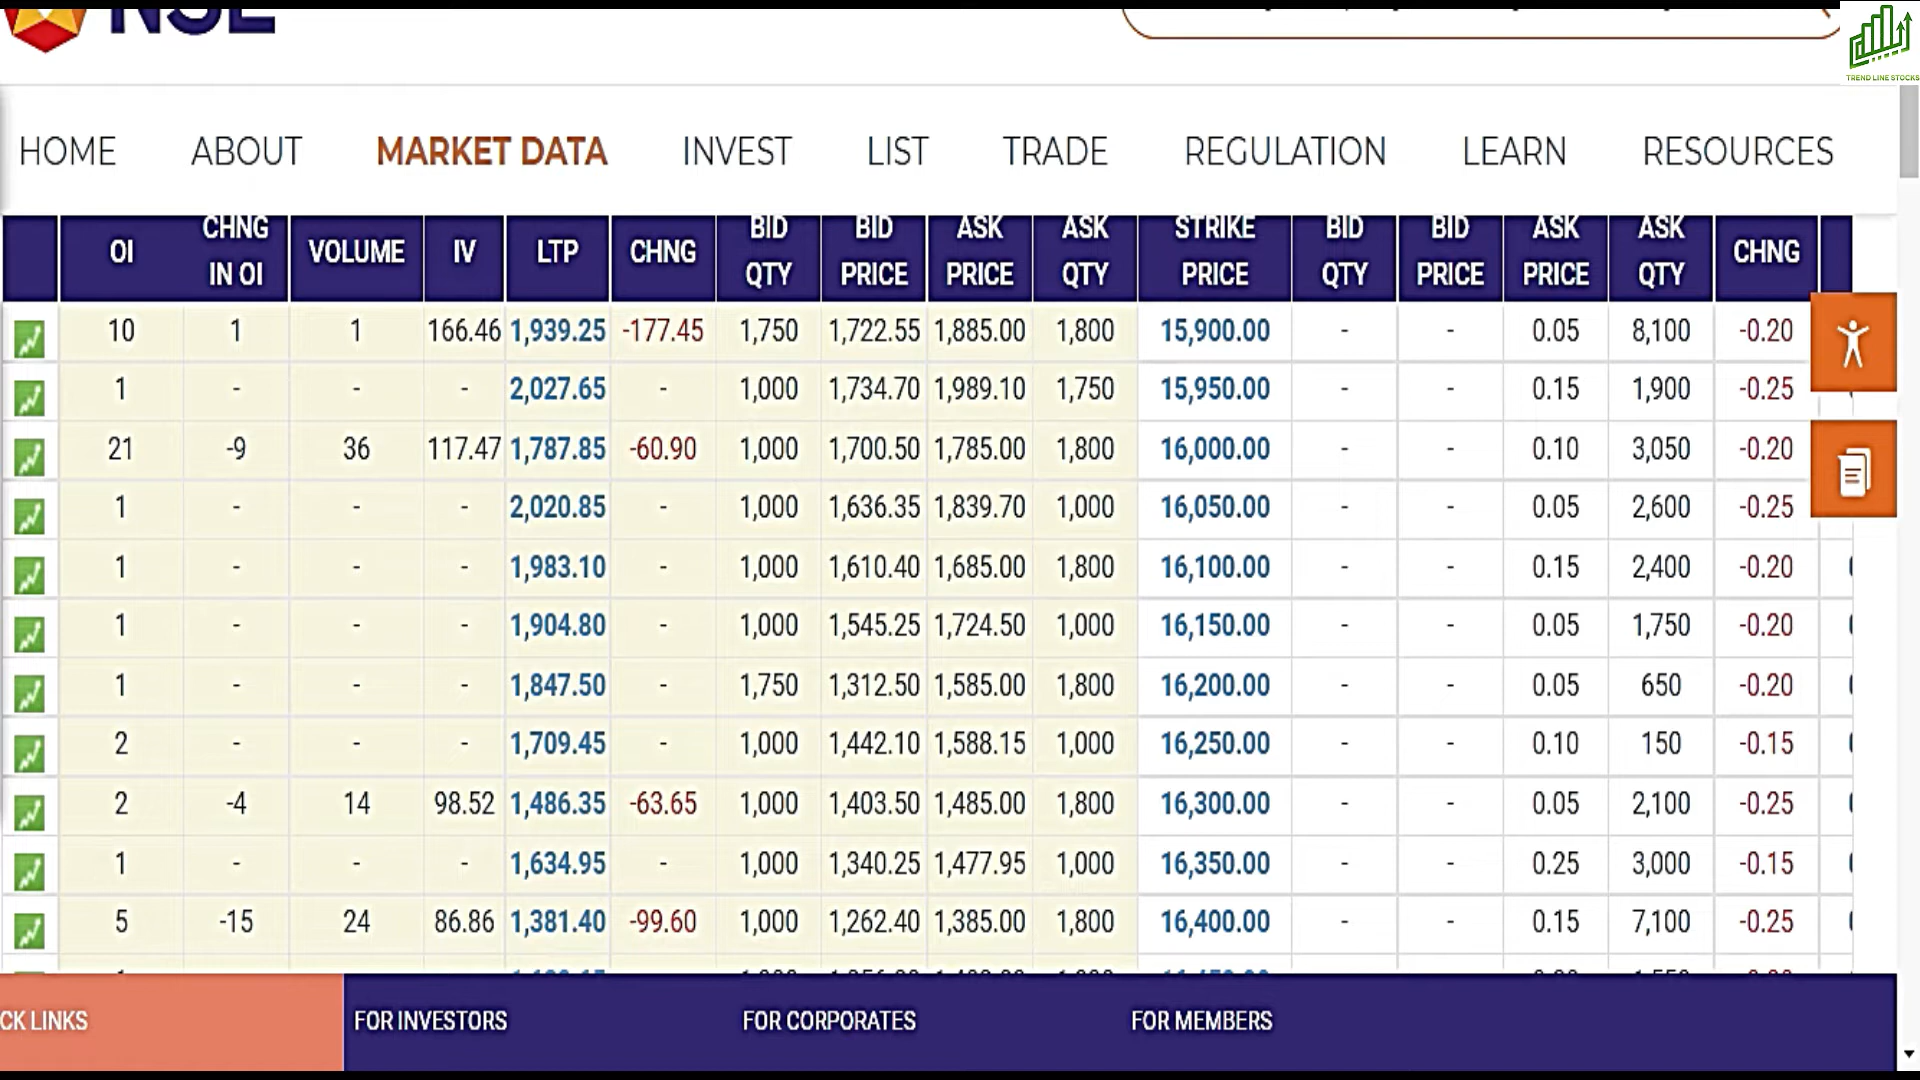 NSE
TREND LINE STOCKS
HOME ABOUT MARKET DATA INVEST LIST TRADE REGULATION LEARN RESOURCES
OI CHNG IN OI VOLUME IV LTP CHNG BID QTY BID PRICE ASK PRICE ASK QTY STRIKE PRICE BID QTY BID PRICE ASK PRICE ASK QTY CHNG
10 1 1 166.46 1,939.25 -177.45 1,750 1,722.55 1,885.00 1,800 15,900.00 - - 0.05 8,100 -0.20
1 - - - 2,027.65 - 1,000 1,734.70 1,989.10 1,750 15,950.00 - - 0.15 1,900 -0.25
21 -9 36 117.47 1,787.85 -60.90 1,000 1,700.50 1,785.00 1,800 16,000.00 - - 0.10 3,050 -0.20
1 - - - 2,020.85 - 1,000 1,636.35 1,839.70 1,000 16,050.00 - - 0.05 2,600 -0.25
1 - - - 1,983.10 - 1,000 1,610.40 1,685.00 1,800 16,100.00 - - 0.15 2,400 -0.20
1 - - - 1,904.80 - 1,000 1,545.25 1,724.50 1,000 16,150.00 - - 0.05 1,750 -0.20
1 - - - 1,847.50 - 1,750 1,312.50 1,585.00 1,800 16,200.00 - - 0.05 650 -0.20
2 - - - 1,709.45 - 1,000 1,442.10 1,588.15 1,000 16,250.00 - - 0.10 150 -0.15
2 -4 14 98.52 1,486.35 -63.65 1,000 1,403.50 1,485.00 1,800 16,300.00 - - 0.05 2,100 -0.25
1 - - - 1,634.95 - 1,000 1,340.25 1,477.95 1,000 16,350.00 - - 0.25 3,000 -0.15
5 -15 24 86.86 1,381.40 -99.60 1,000 1,262.40 1,385.00 1,800 16,400.00 - - 0.15 7,100 -0.25
CK LINKS FOR INVESTORS FOR CORPORATES FOR MEMBERS